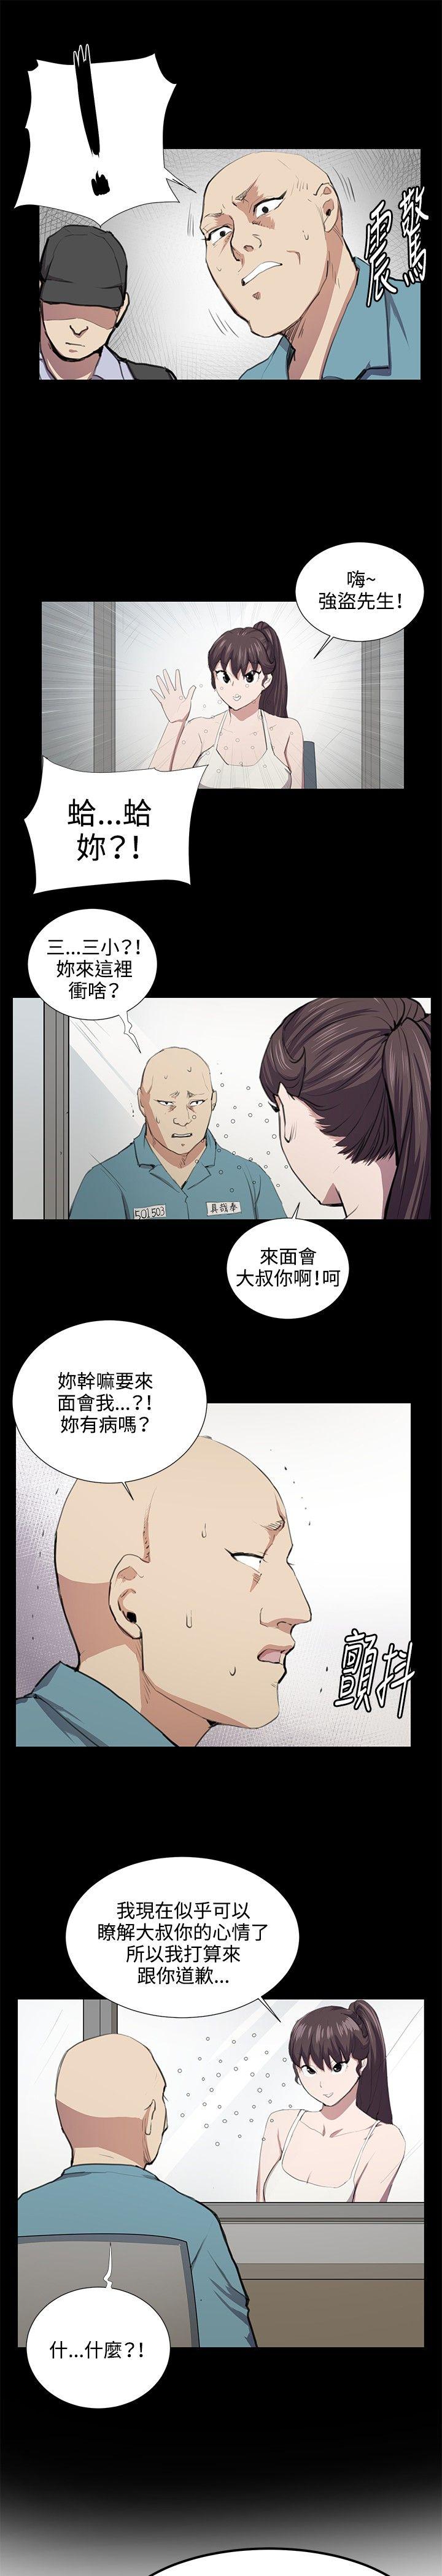 !
驚
震
嗨~
強盜先生!
蛤...蛤
妳?!
三...三小?!
妳來這裡
衝啥?
501503
來面會
大叔你啊!呵
妳幹嘛要來
面會我...?!
妳有病嗎?
顫抖
我現在似乎可以
瞭解大叔你的心情了
所以我打算來
跟你道歉...
什...什麼?!